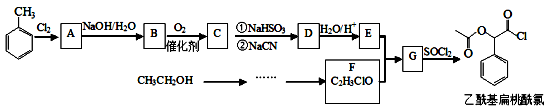 CH₃
Cl₂
A
NaOH/H₂O
B
O₂
催化剂
C
①NaHSO₃
②NaCN
D
H₂O/H⁺
E
CH₃CH₂OH
……
F
C₂H₃ClO
G
SOCl₂
O
O
Cl
O
乙酰基扁桃酰氯